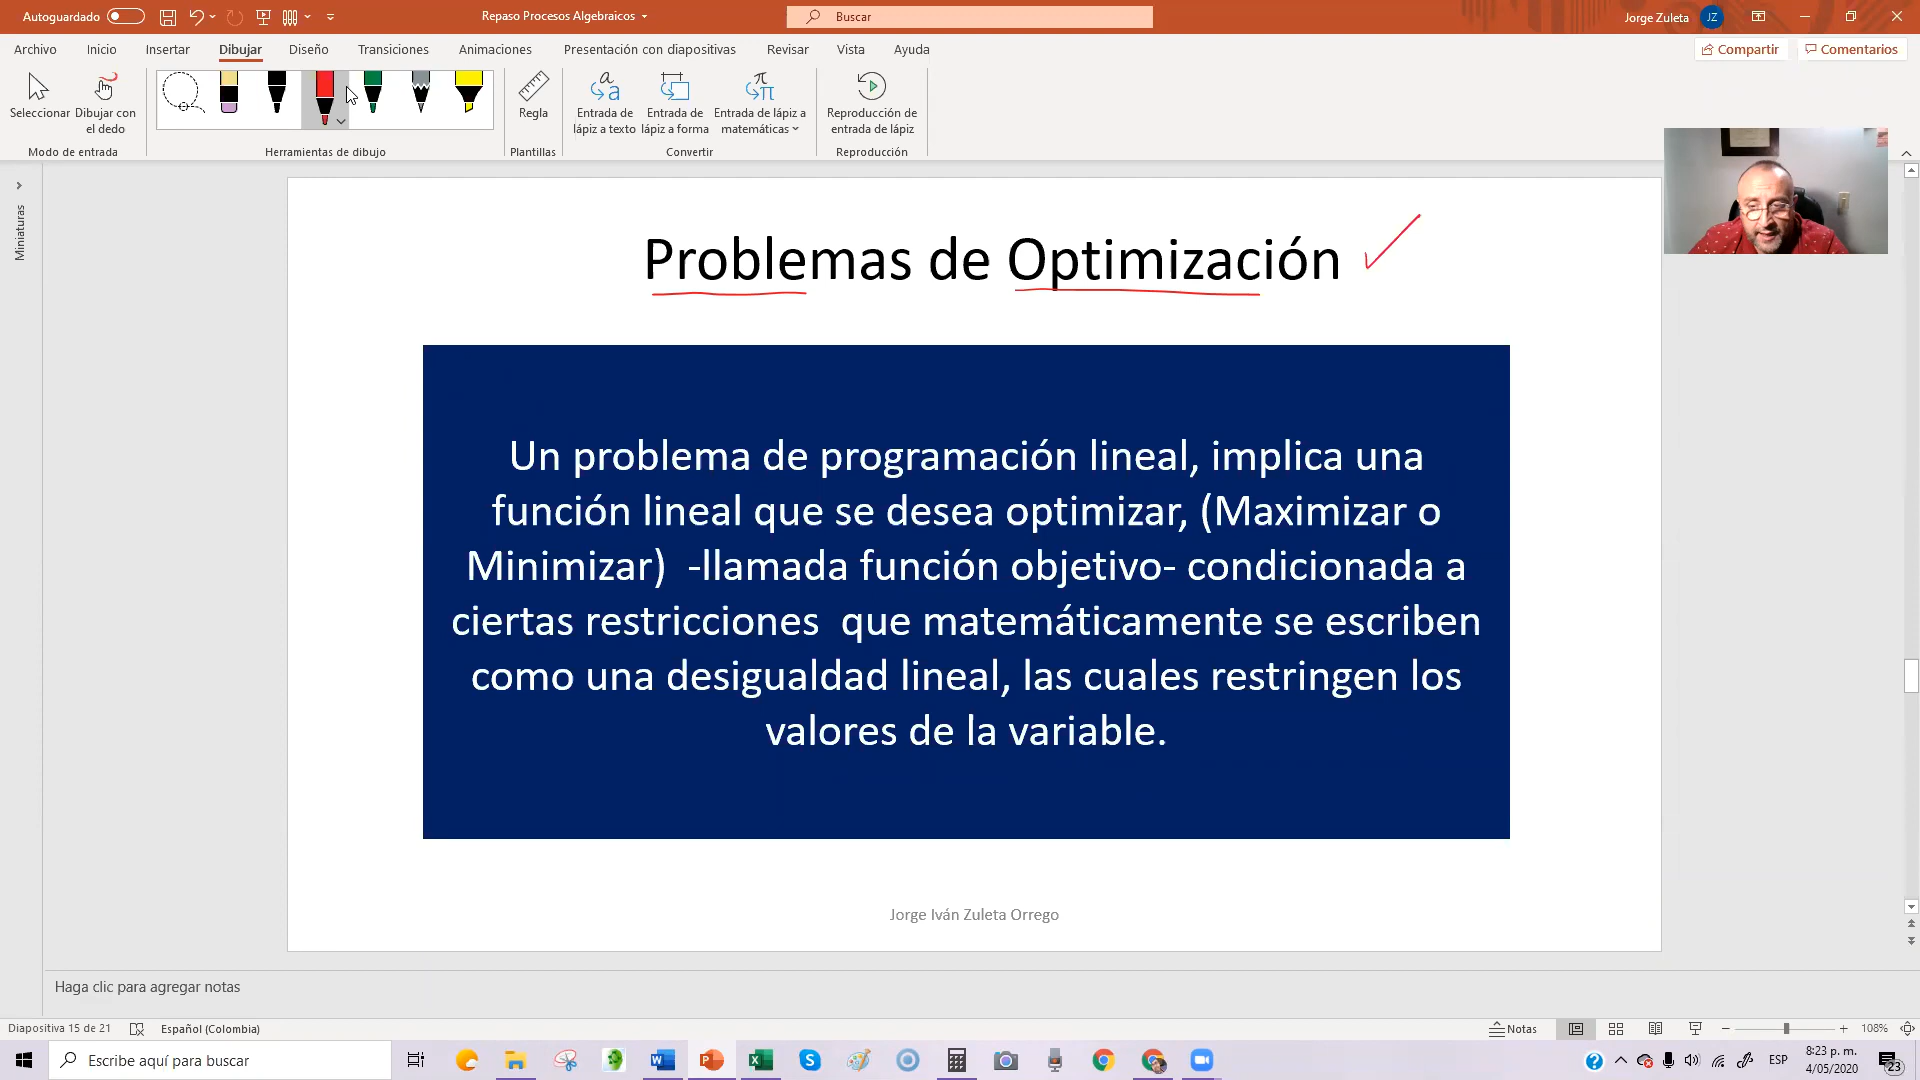 Autoguardado
Repaso Procesos Algebraicos
Buscar
Jorge Zuleta
JZ
Archivo
Inicio
Insertar
Dibujar
Diseño
Transiciones
Animaciones
Presentación con diapositivas
Revisar
Vista
Ayuda
Compartir
Comentarios
Seleccionar
Dibujar con
el dedo
Regla
Entrada de
lápiz a texto
Entrada de
lápiz a forma
Entrada de lápiz a
matemáticas
Reproducción de
entrada de lápiz
Modo de entrada
Herramientas de dibujo
Plantillas
Convertir
Reproducción
Miniaturas
Problemas de Optimización
Un problema de programación lineal, implica una
función lineal que se desea optimizar, (Maximizar o
Minimizar) -llamada función objetivo- condicionada a
ciertas restricciones que matemáticamente se escriben
como una desigualdad lineal, las cuales restringen los
valores de la variable.
Jorge Iván Zuleta Orrego
Haga clic para agregar notas
Diapositiva 15 de 21
Español (Colombia)
Notas
108%
Escribe aquí para buscar
ESP
8:23 p. m.
4/05/2020
23